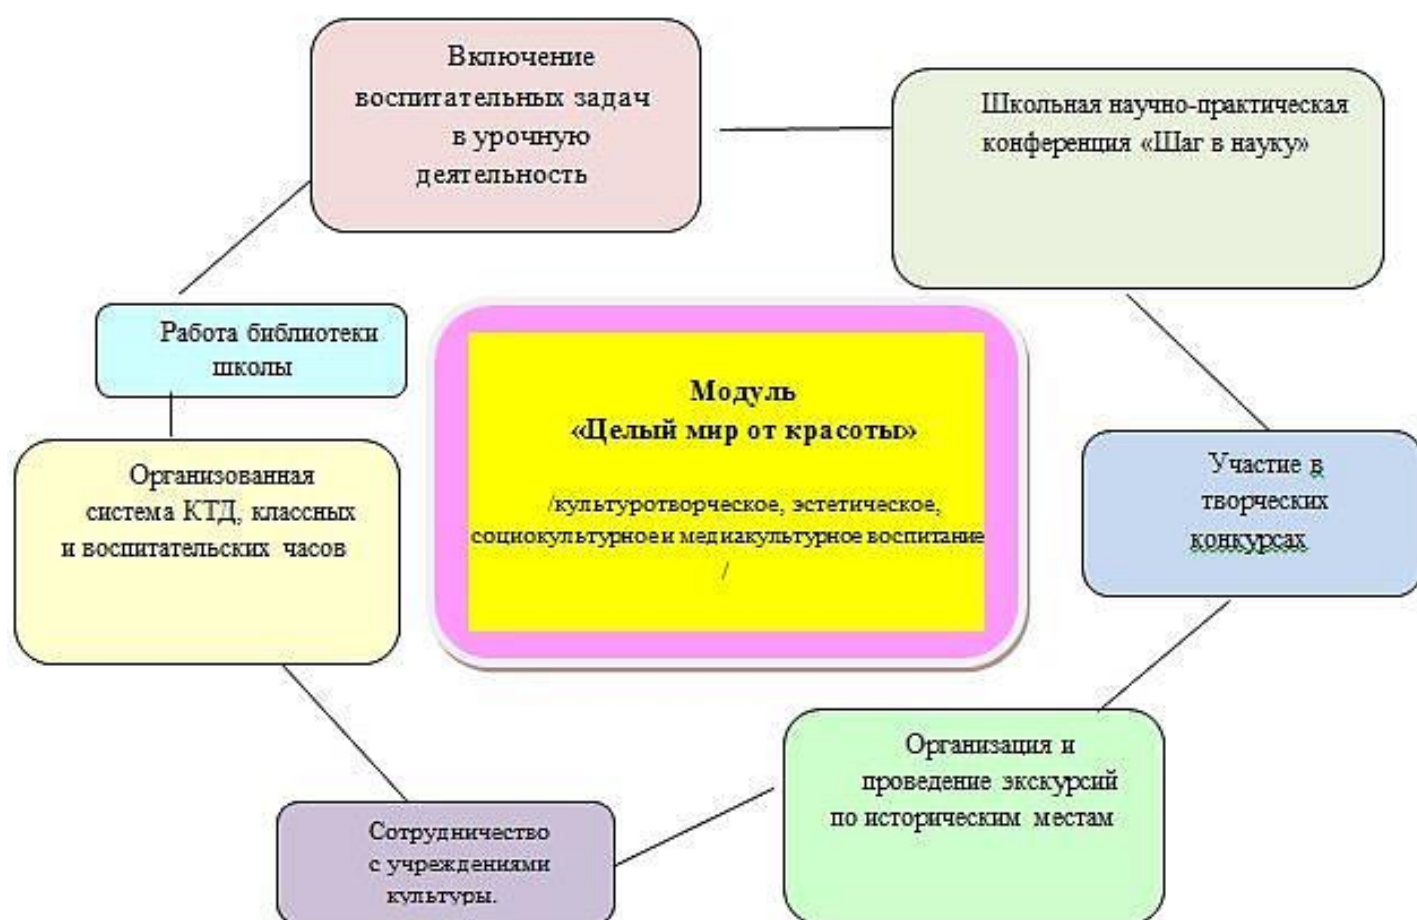 Включение
воспитательных задач
в урочную
деятельность
Школьная научно-практическая
конференция «Шаг в науку»
Работа библиотеки
школы
Модуль
«Целый мир от красоты»
/культуротворческое, эстетическое,
социокультурное и медиакультурное воспитание
/
Организованная
система КТД, классных
и воспитательских часов
Участие в
творческих
конкурсах
Организация и
проведение экскурсий
по историческим местам
Сотрудничество
с учреждениями
культуры.